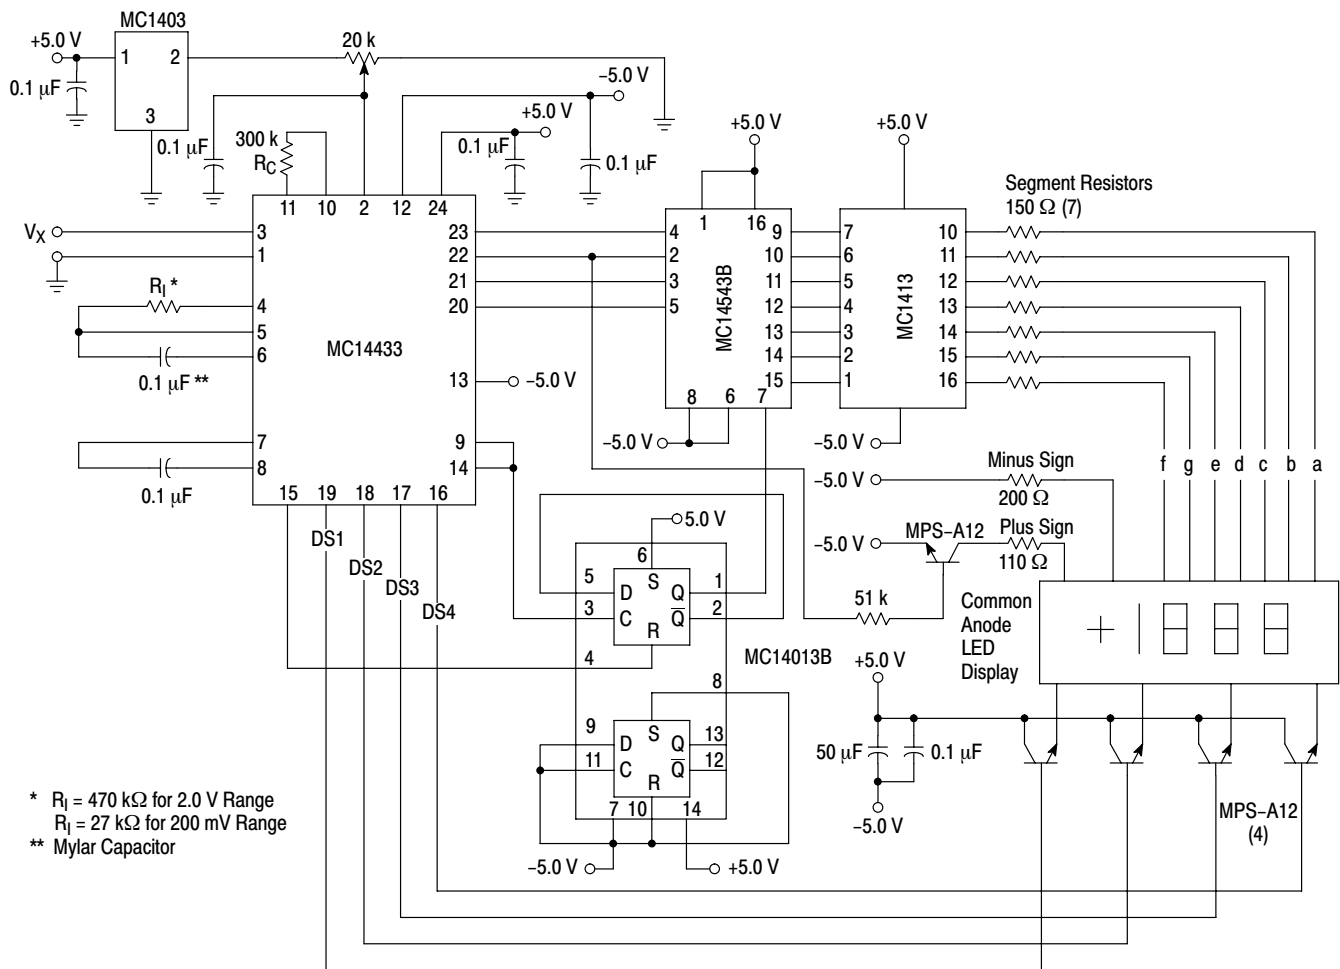 MC1403
+5.0 V
1
2
3
0.1 µF
20 k
−5.0 V
+5.0 V
0.1 µF
300 k
R_C
0.1 µF
0.1 µF
11 10 2 12 24
V_X
3
1
R_I *
4
5
6
0.1 µF **
7
8
0.1 µF
MC14433
23
22
21
20
13
−5.0 V
9
14
15 19 18 17 16
DS1
DS2
DS3
DS4
+5.0 V
1 16
4
2
3
5
MC14543B
9
10
11
12
13
14
15
8 6 7
−5.0 V
+5.0 V
7
6
5
4
3
2
1
MC1413
10
11
12
13
14
15
16
−5.0 V
Segment Resistors
150 Ω (7)
f g e d c b a
Minus Sign
−5.0 V
200 Ω
MPS−A12
Plus Sign
−5.0 V
110 Ω
51 k
Common
Anode
LED
Display
5.0 V
6
5 D S Q 1
3 C Q 2
R
4
MC14013B
8
9 D S Q 13
11 C Q 12
R
7 10 14
−5.0 V
+5.0 V
+5.0 V
50 µF
0.1 µF
−5.0 V
MPS−A12
(4)
* R_I = 470 kΩ for 2.0 V Range
R_I = 27 kΩ for 200 mV Range
** Mylar Capacitor